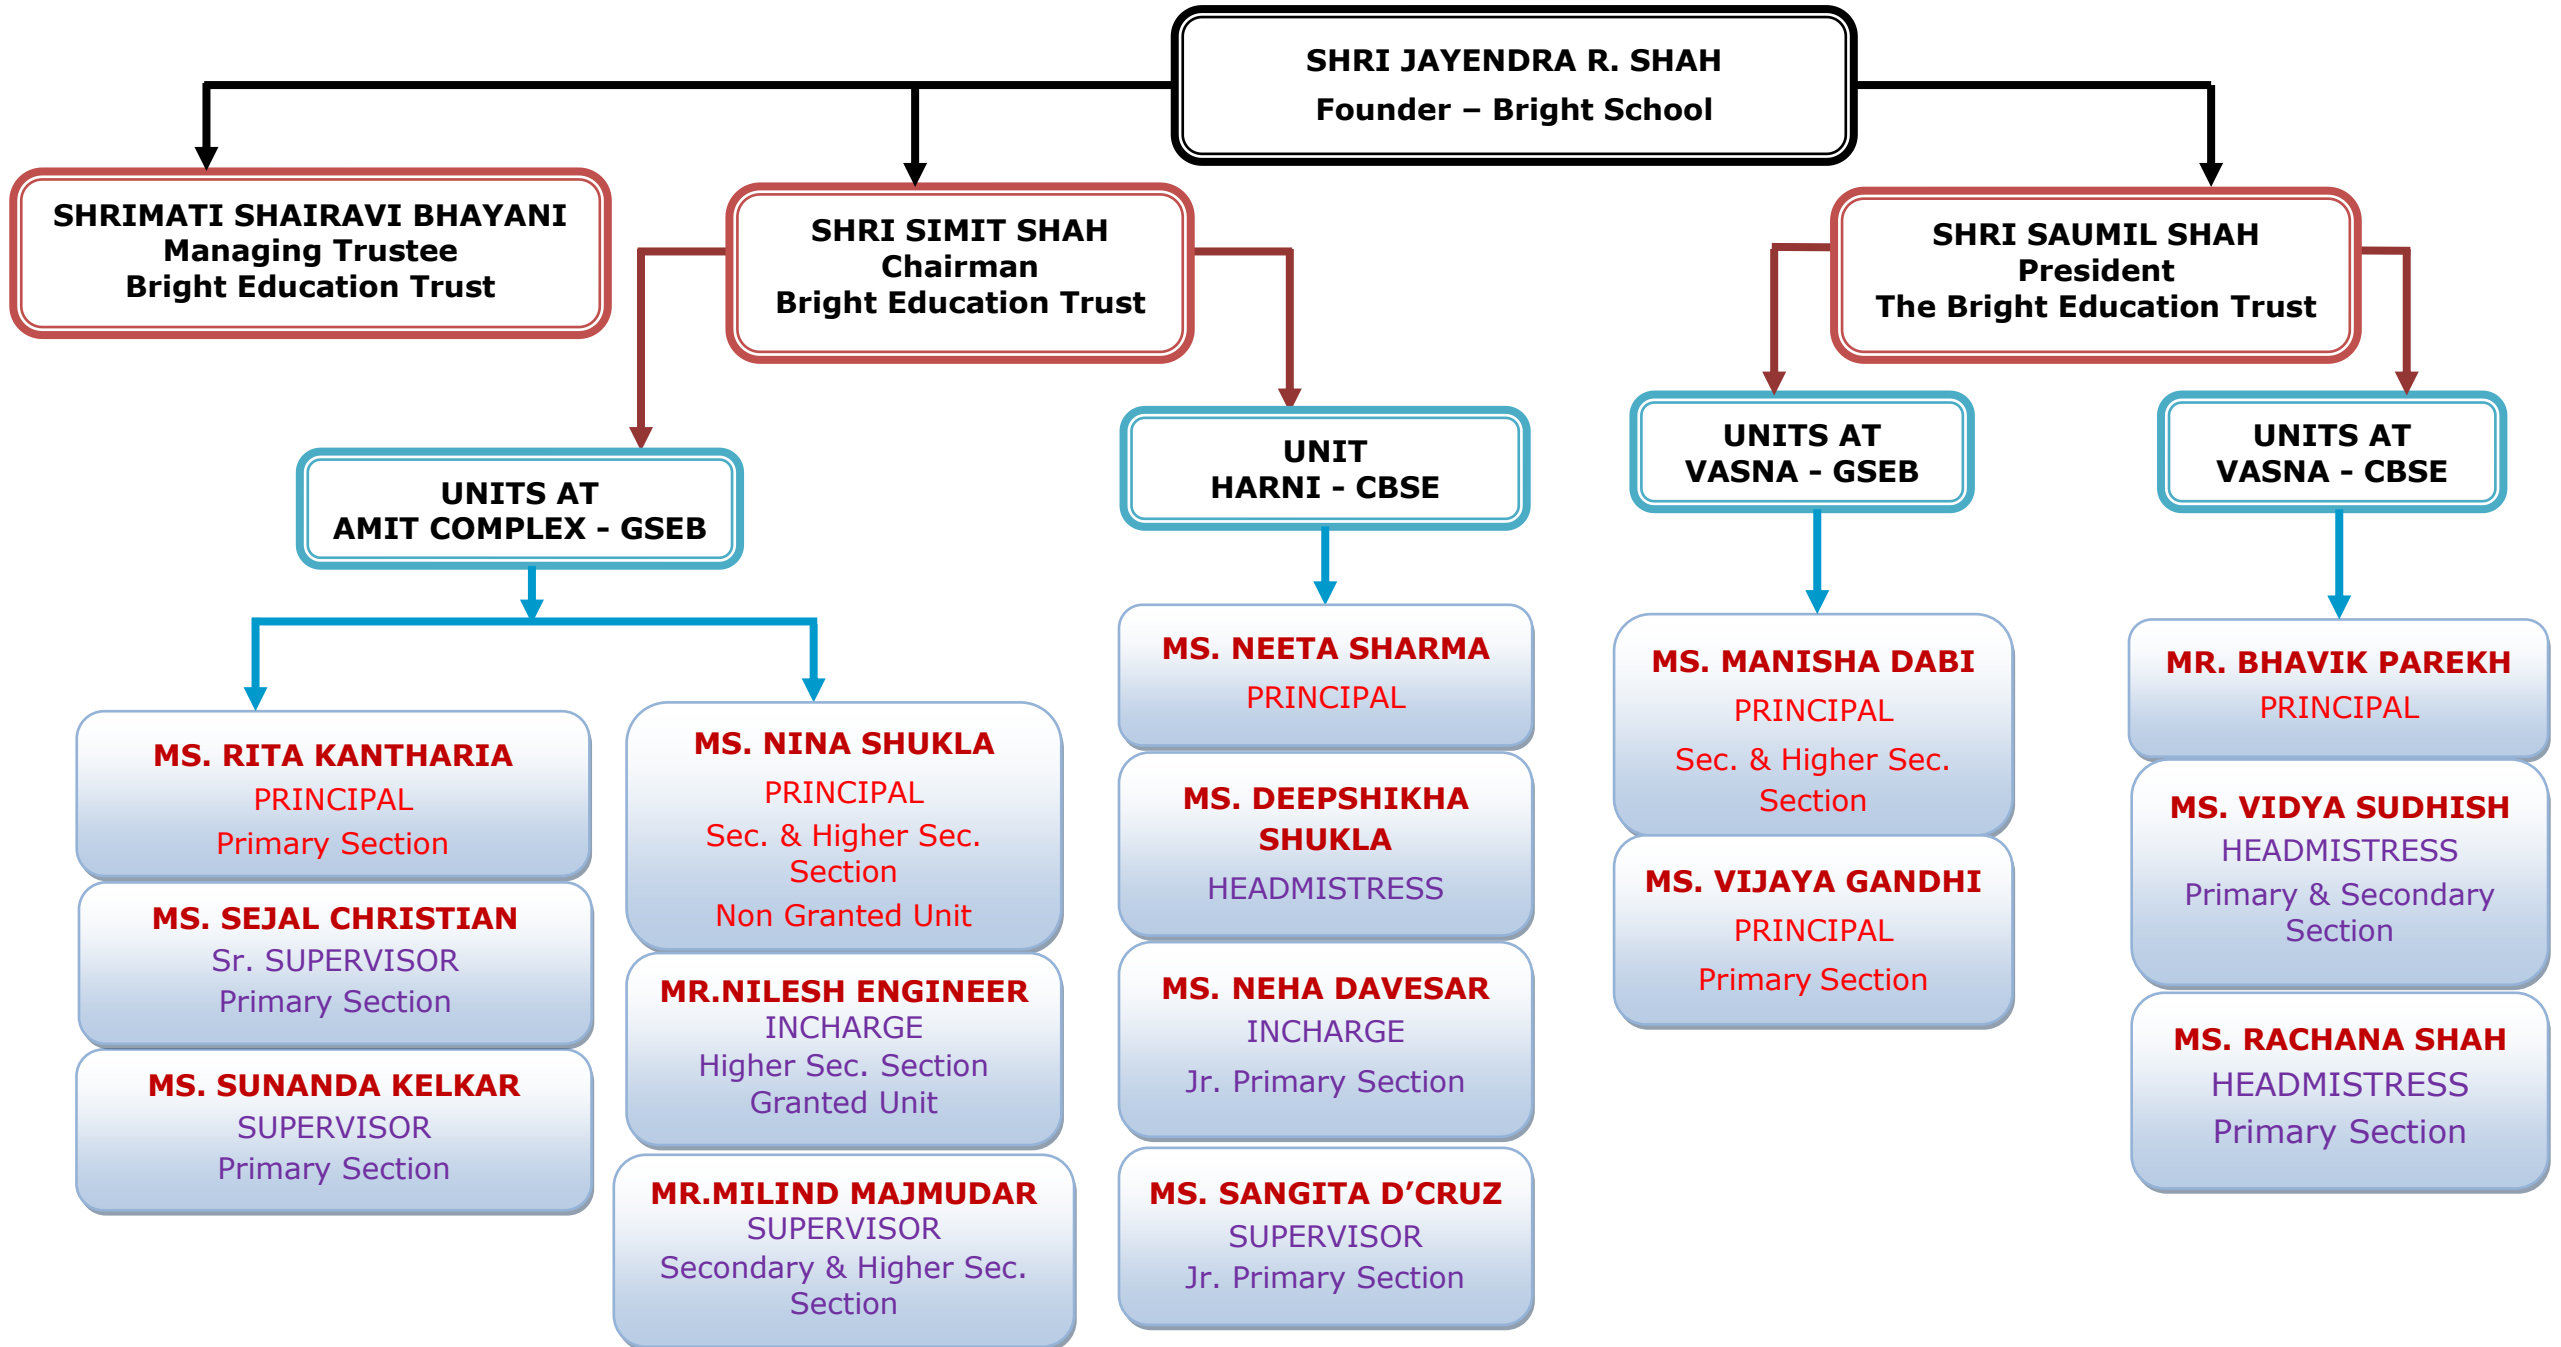 SHRI JAYENDRA R. SHAH
Founder – Bright School
SHRIMATI SHAIRAVI BHAYANI
Managing Trustee
Bright Education Trust
SHRI SIMIT SHAH
Chairman
Bright Education Trust
SHRI SAUMIL SHAH
President
The Bright Education Trust
UNITS AT
AMIT COMPLEX – GSEB
UNIT
HARNI – CBSE
UNITS AT
VASNA – GSEB
UNITS AT
VASNA – CBSE
MS. RITA KANTHARIA
PRINCIPAL
Primary Section
MS. SEJAL CHRISTIAN
Sr. SUPERVISOR
Primary Section
MS. SUNANDA KELKAR
SUPERVISOR
Primary Section
MS. NINA SHUKLA
PRINCIPAL
Sec. & Higher Sec.
Section
Non Granted Unit
MR.NILESH ENGINEER
INCHARGE
Higher Sec. Section
Granted Unit
MR.MILIND MAJMUDAR
SUPERVISOR
Secondary & Higher Sec.
Section
MS. NEETA SHARMA
PRINCIPAL
MS. DEEPSHIKHA
SHUKLA
HEADMISTRESS
MS. NEHA DAVESAR
INCHARGE
Jr. Primary Section
MS. SANGITA D’CRUZ
SUPERVISOR
Jr. Primary Section
MS. MANISHA DABI
PRINCIPAL
Sec. & Higher Sec.
Section
MS. VIJAYA GANDHI
PRINCIPAL
Primary Section
MR. BHAVIK PAREKH
PRINCIPAL
MS. VIDYA SUDHISH
HEADMISTRESS
Primary & Secondary
Section
MS. RACHANA SHAH
HEADMISTRESS
Primary Section